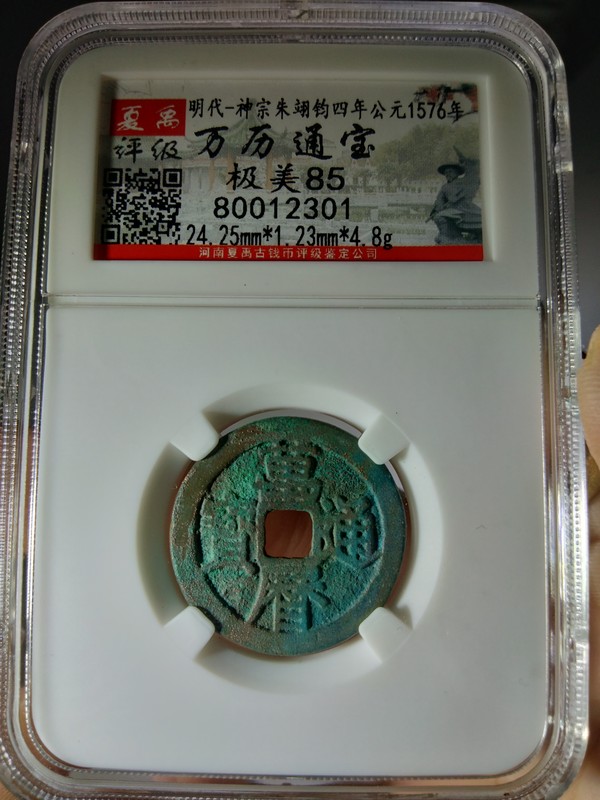 夏禹
评级
明代-神宗朱翊钧四年公元1576年
万历通宝
极美85
80012301
24.25mm*1.23mm*4.8g
河南夏禹古钱币评级鉴定公司
萬曆通寶